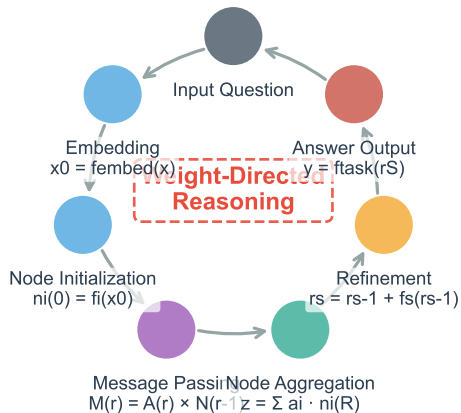 Input Question
Embedding
x0 = fembed(x)
Answer Output
y = ftask(rS)
Weight-Directed
Reasoning
Node Initialization
ni(0) = fi(x0)
Refinement
rs = rs-1 + fs(rs-1)
Message Passing
M(r) = A(r) × N(r-1)
Node Aggregation
z = Σ ai · ni(R)